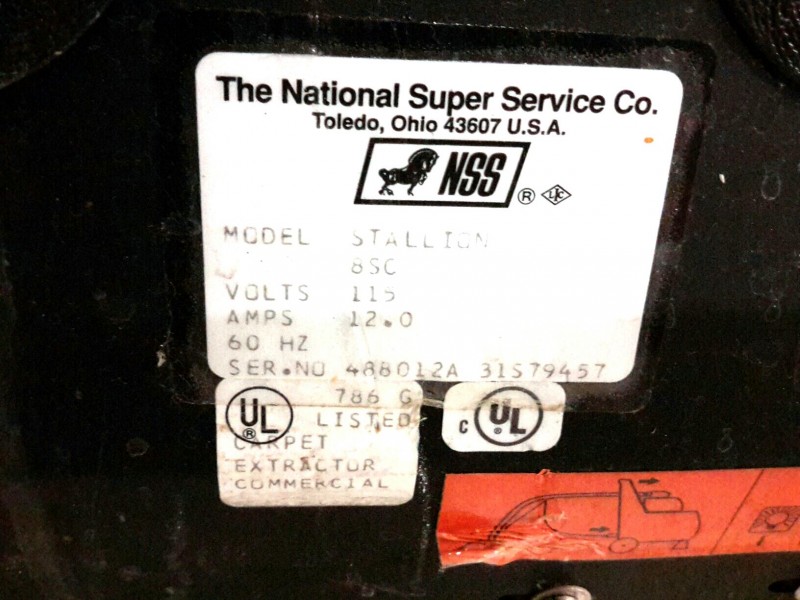 The National Super Service Co.
Toledo, Ohio 43607 U.S.A.
NSS ®
MODEL STALLION
8SC
VOLTS 115
AMPS 12.0
60 HZ
SER.NO 488012A 31S79457
786 G
UL ® LISTED
CARPET
EXTRACTOR
COMMERCIAL
C UL ®